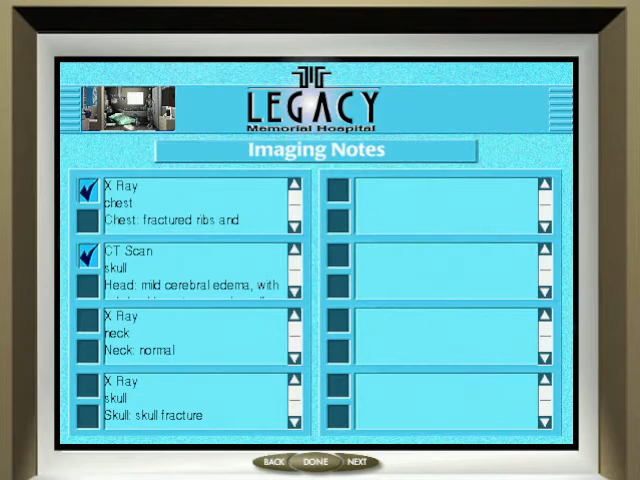 LEGACY
Memorial Hospital
Imaging Notes
X Ray
chest
Chest: fractured ribs and
CT Scan
skull
Head: mild cerebral edema, with
X Ray
neck
Neck: normal
X Ray
skull
Skull: skull fracture
BACK DONE NEXT